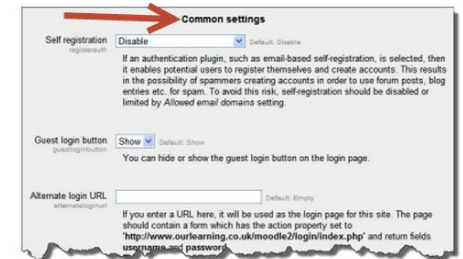 Common settings
Self registration Disable Default: Disable
registerauth
If an authentication plugin, such as email-based self-registration, is selected, then
it enables potential users to register themselves and create accounts. This results
in the possibility of spammers creating accounts in order to use forum posts, blog
entries etc. for spam. To avoid this risk, self-registration should be disabled or
limited by Allowed email domains setting.
Guest login button Show Default: Show
guestloginbutton
You can hide or show the guest login button on the login page.
Alternate login URL Default: Empty
alternateloginurl
If you enter a URL here, it will be used as the login page for this site. The page
should contain a form which has the action property set to
'http://www.ourlearning.co.uk/moodle2/login/index.php' and return fields
username and password.